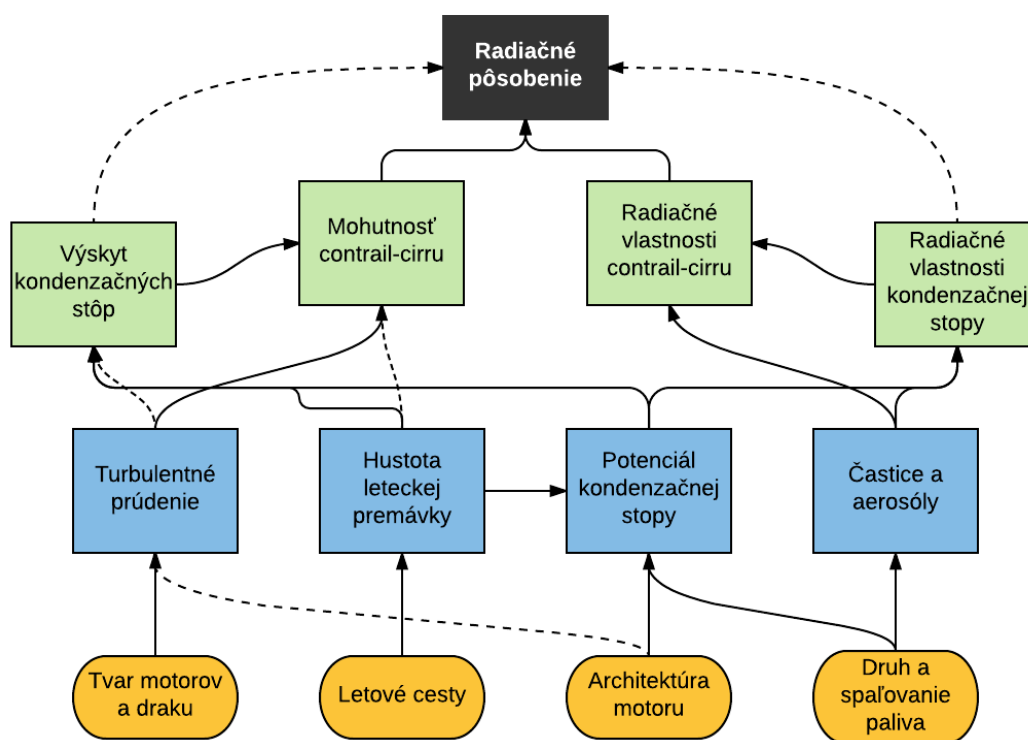 Radiačné
pôsobenie
Mohutnosť
contrail-cirru
Radiačné
vlastnosti
contrail-cirru
Výskyt
kondenzačných
stôp
Radiačné
vlastnosti
kondenzačnej
stopy
Turbulentné
prúdenie
Hustota
leteckej
premávky
Potenciál
kondenzačnej
stopy
Častice a
aerosóly
Tvar motorov
a draku
Letové cesty
Architektúra
motoru
Druh a
spaľovanie
paliva